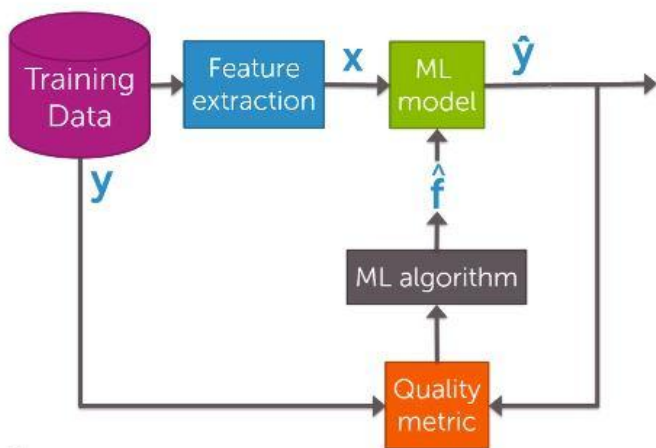 Training
Data
Feature
extraction
x
ML
model
ŷ
y
f̂
ML algorithm
Quality
metric